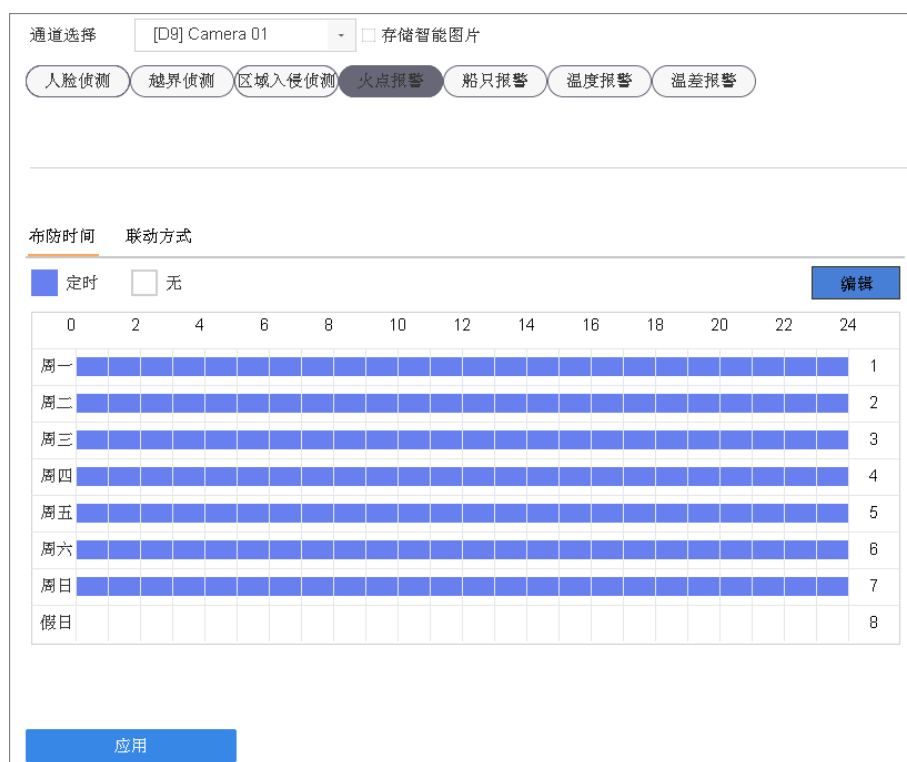 通道选择 [D9] Camera 01 存储智能图片
人脸侦测 越界侦测 区域入侵侦测 火点报警 船只报警 温度报警 温差报警
布防时间 联动方式
定时 无 编辑
0 2 4 6 8 10 12 14 16 18 20 22 24
周一 1
周二 2
周三 3
周四 4
周五 5
周六 6
周日 7
假日 8
应用